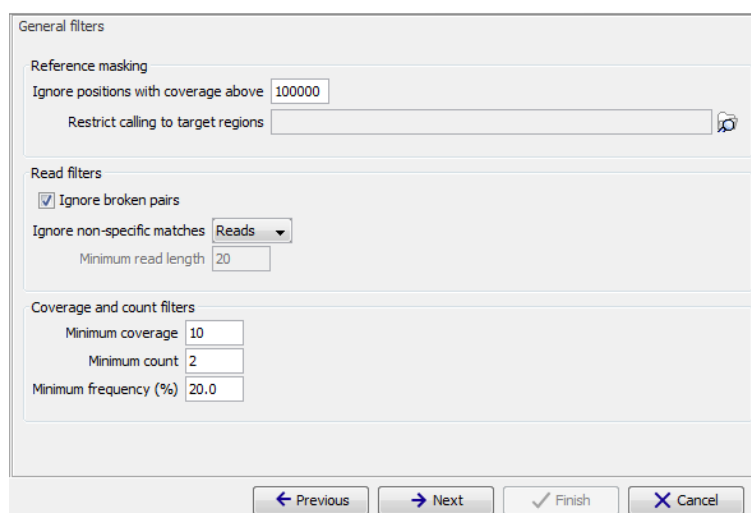 General filters
Reference masking
Ignore positions with coverage above 100000
Restrict calling to target regions
Read filters
Ignore broken pairs
Ignore non-specific matches Reads
Minimum read length 20
Coverage and count filters
Minimum coverage 10
Minimum count 2
Minimum frequency (%) 20.0
Previous Next Finish Cancel